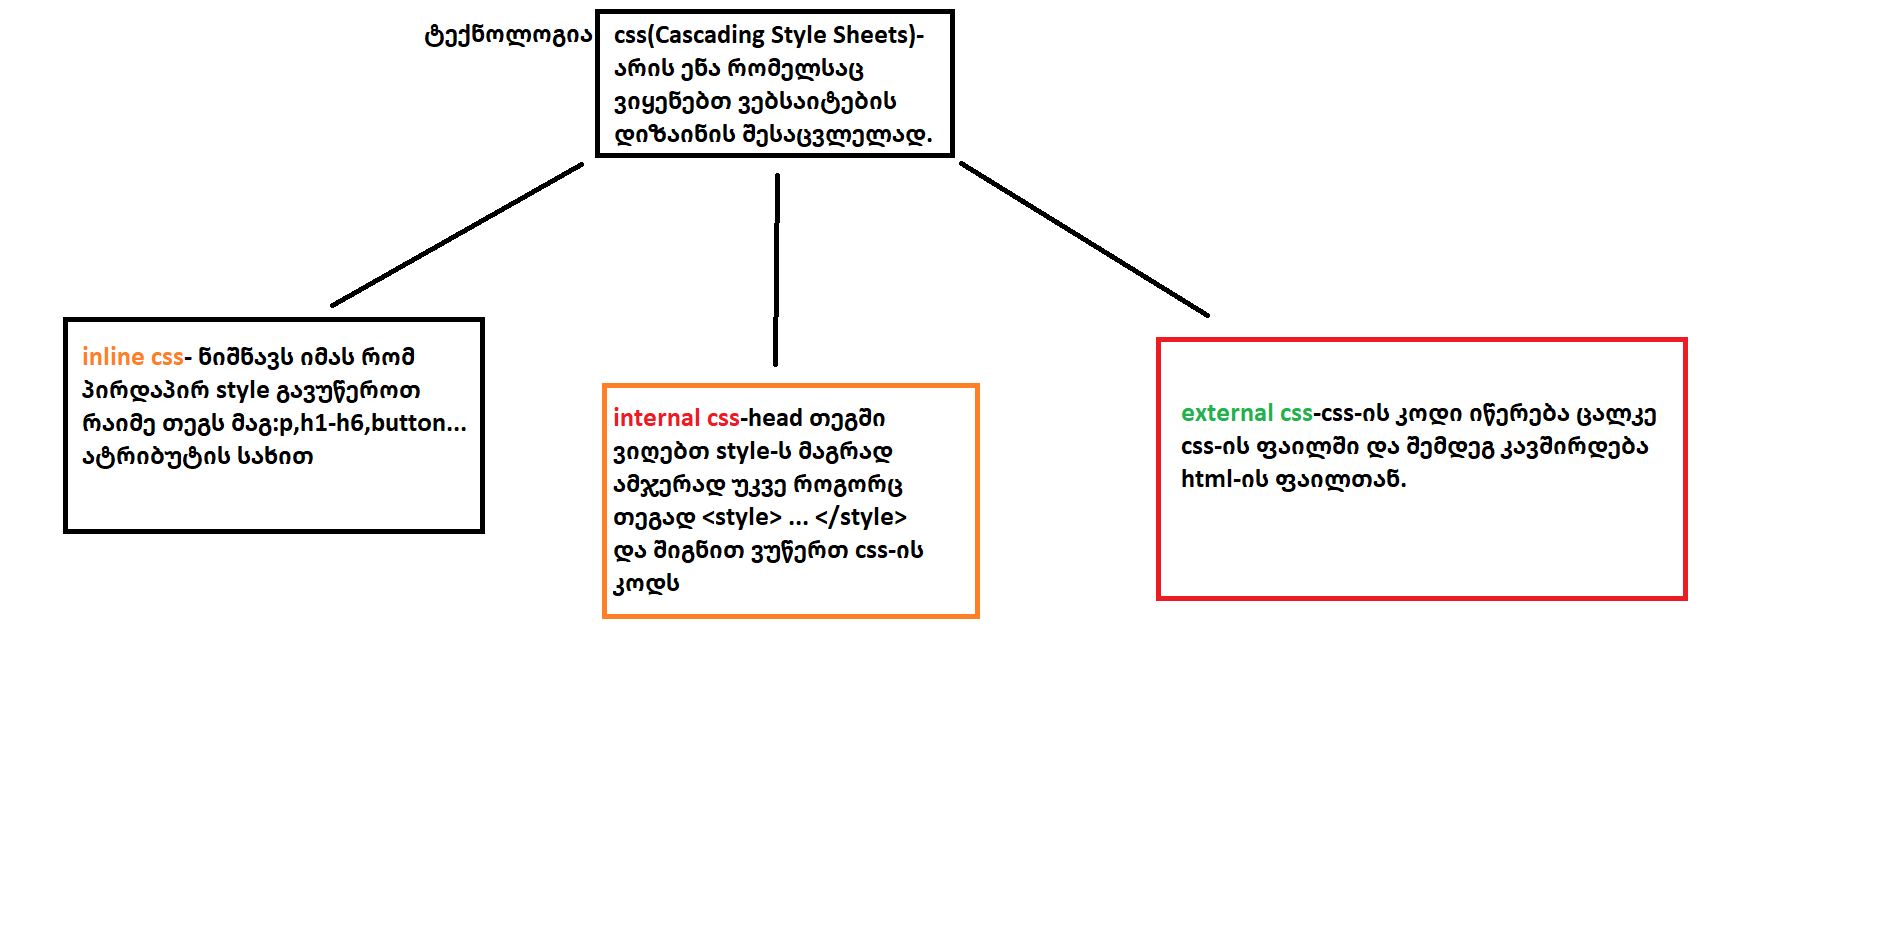 ტექნოლოგია
css(Cascading Style Sheets)-
არის ენა რომელსაც
ვიყენებთ ვებსაიტების
დიზაინის შესაცვლელად.
inline css- ნიშნავს იმას რომ
პირდაპირ style გავუწეროთ
რაიმე თეგს მაგ:p,h1-h6,button...
ატრიბუტის სახით
internal css-head თეგში
ვიღებთ style-ს მაგრად
ამჯერად უკვე როგორც
თეგად <style> ... </style>
და შიგნით ვუწერთ css-ის
კოდს
external css-css-ის კოდი იწერება ცალკე
css-ის ფაილში და შემდეგ კავშირდება
html-ის ფაილთან.